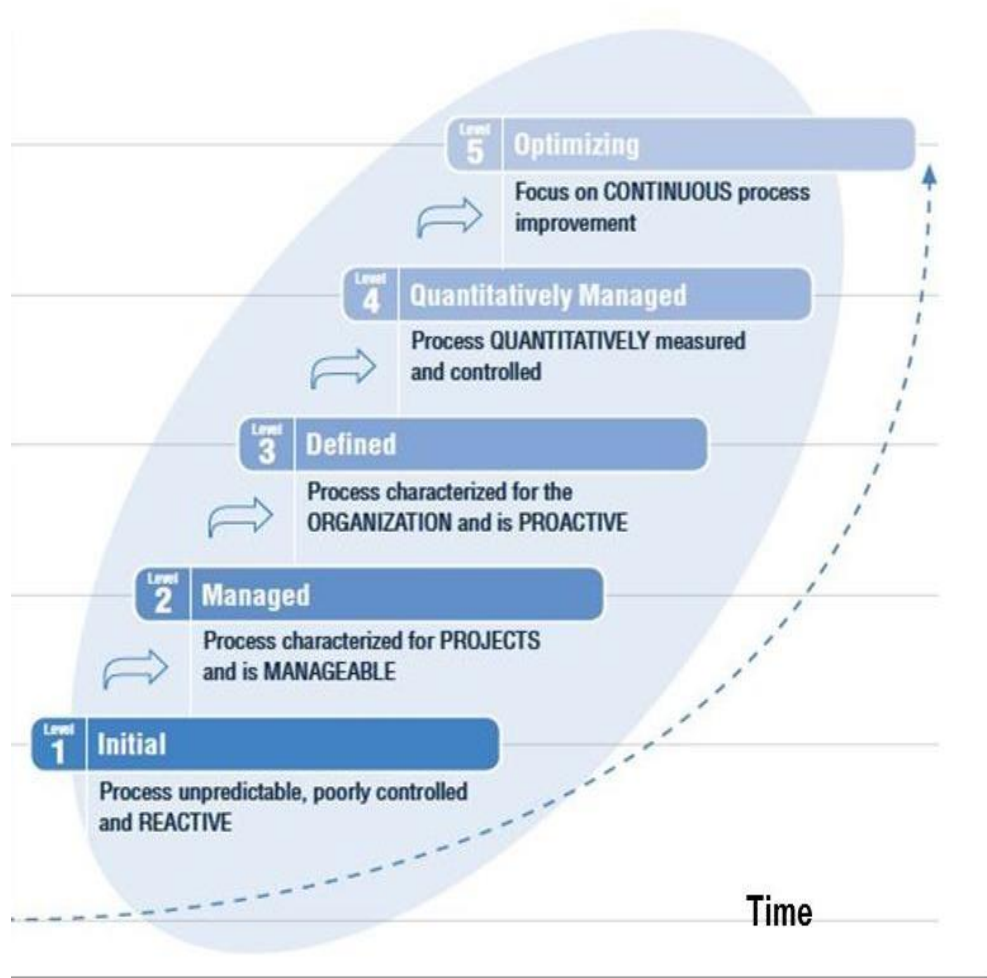 Level 5 Optimizing
Focus on CONTINUOUS process
improvement
Level 4 Quantitatively Managed
Process QUANTITATIVELY measured
and controlled
Level 3 Defined
Process characterized for the
ORGANIZATION and is PROACTIVE
Level 2 Managed
Process characterized for PROJECTS
and is MANAGEABLE
Level 1 Initial
Process unpredictable, poorly controlled
and REACTIVE
Time